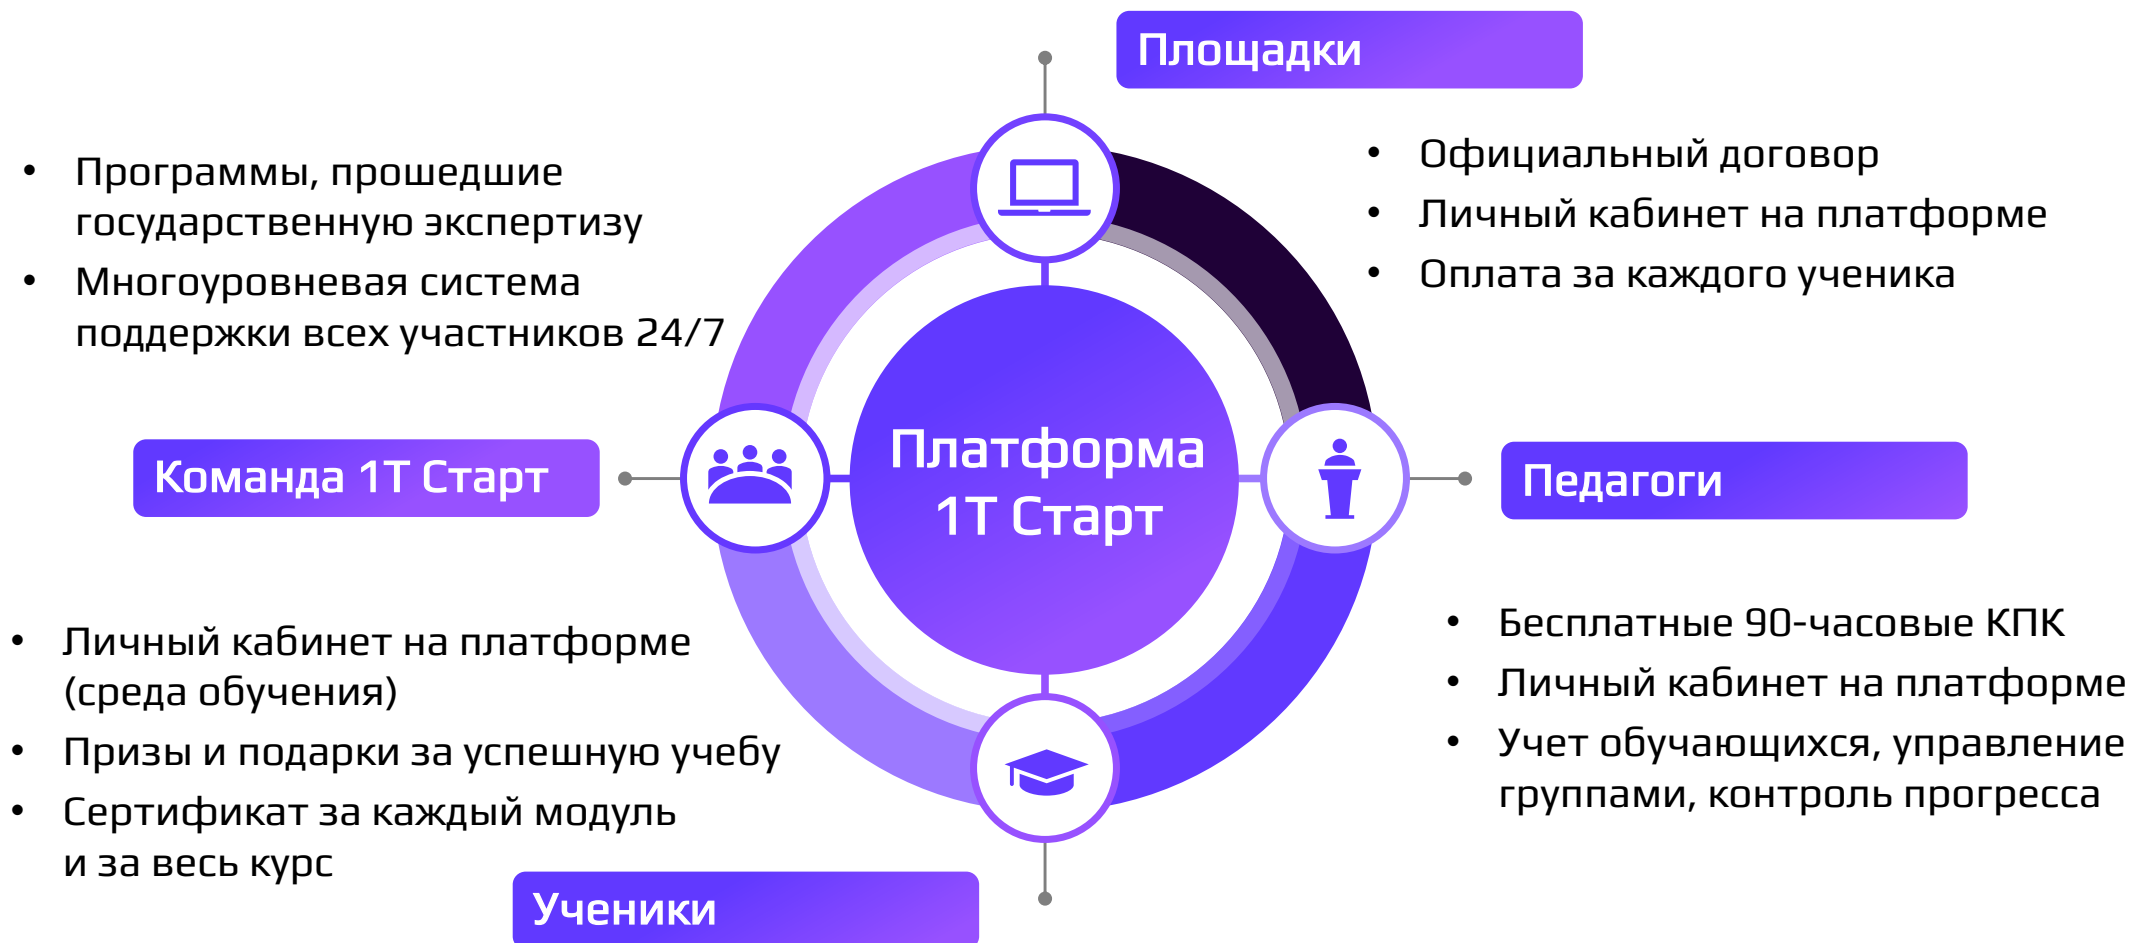 Площадки
• Официальный договор
• Личный кабинет на платформе
• Оплата за каждого ученика
• Программы, прошедшие
государственную экспертизу
• Многоуровневая система
поддержки всех участников 24/7
Команда 1Т Старт
Платформа
1Т Старт
Педагоги
• Бесплатные 90-часовые КПК
• Личный кабинет на платформе
• Учет обучающихся, управление
группами, контроль прогресса
• Личный кабинет на платформе
(среда обучения)
• Призы и подарки за успешную учебу
• Сертификат за каждый модуль
и за весь курс
Ученики